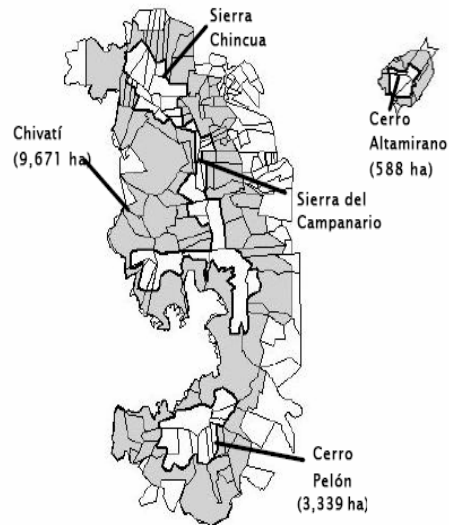 Sierra
Chincua
Cerro
Altamirano
(588 ha)
Chivatí
(9,671 ha)
Sierra del
Campanario
Cerro
Pelón
(3,339 ha)